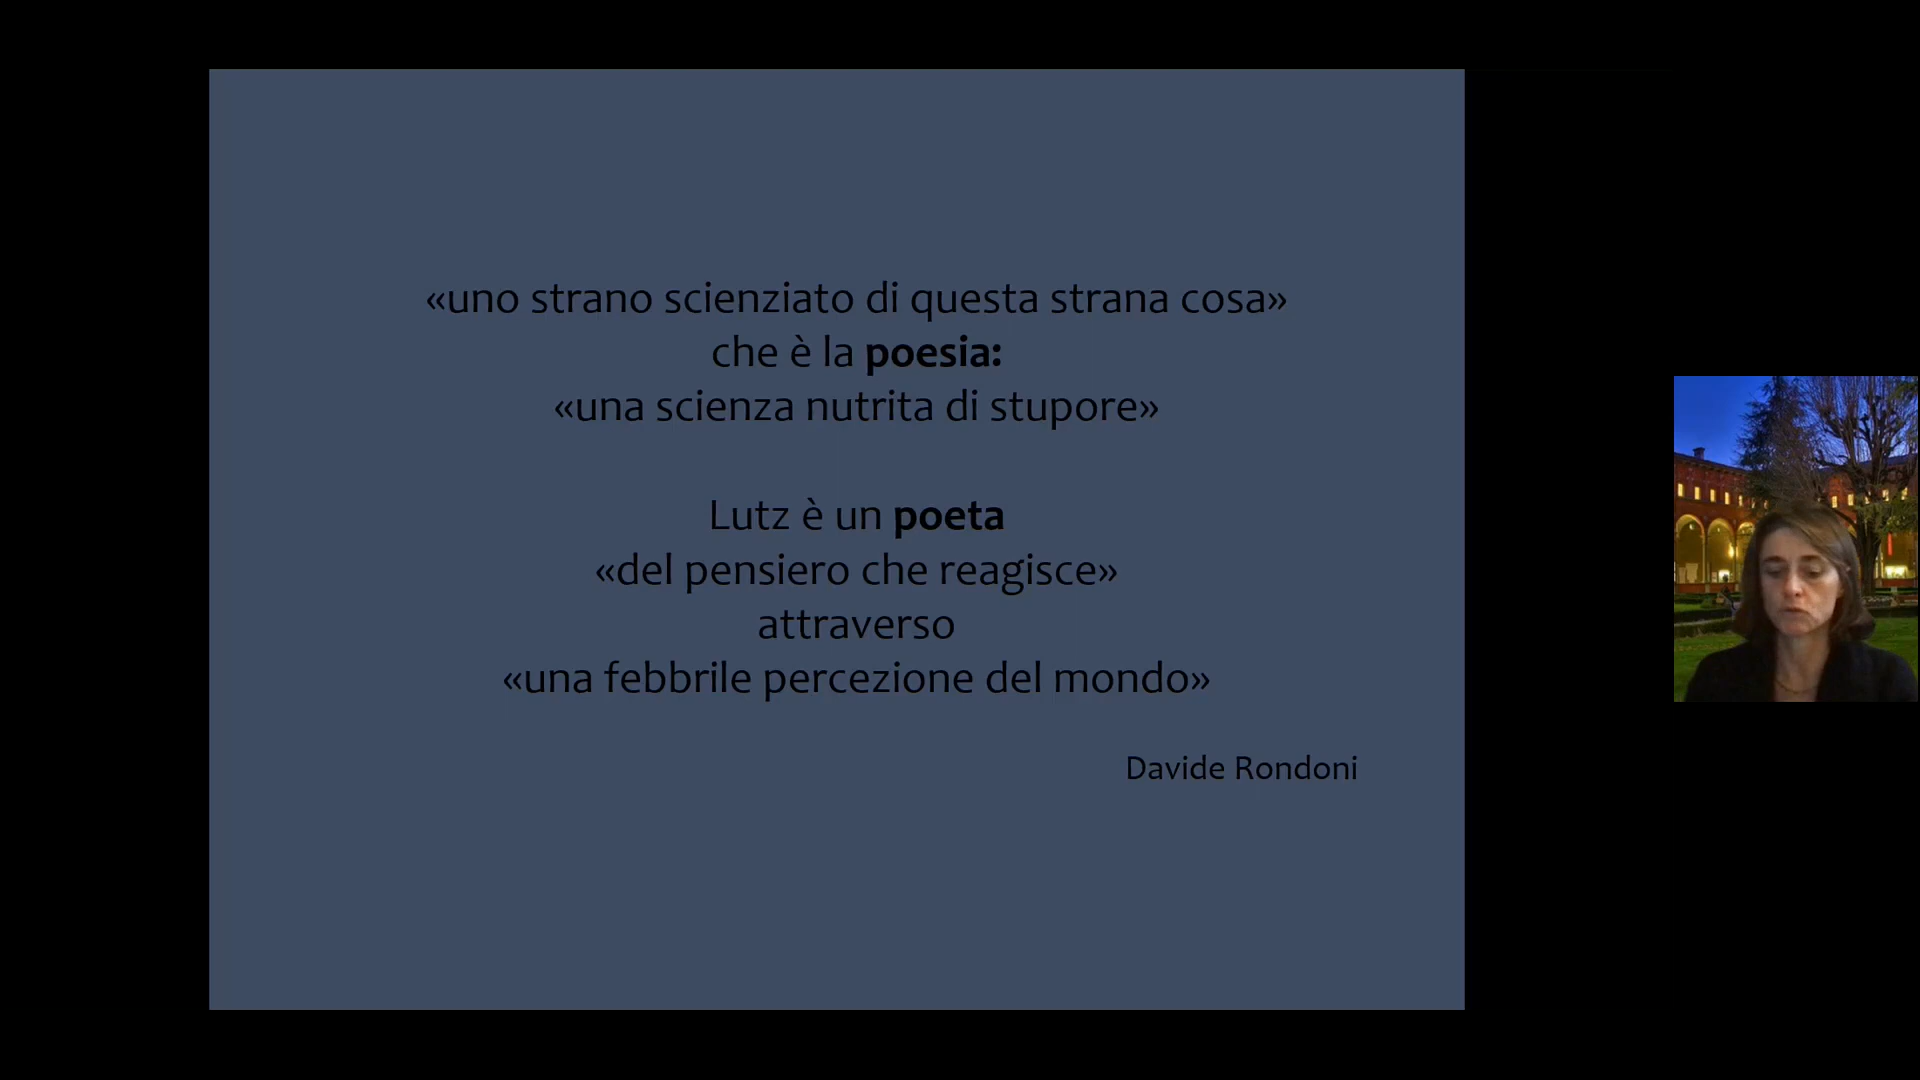 «uno strano scienziato di questa strana cosa»
che è la poesia:
«una scienza nutrita di stupore»
Lutz è un poeta
«del pensiero che reagisce»
attraverso
«una febbrile percezione del mondo»
Davide Rondoni